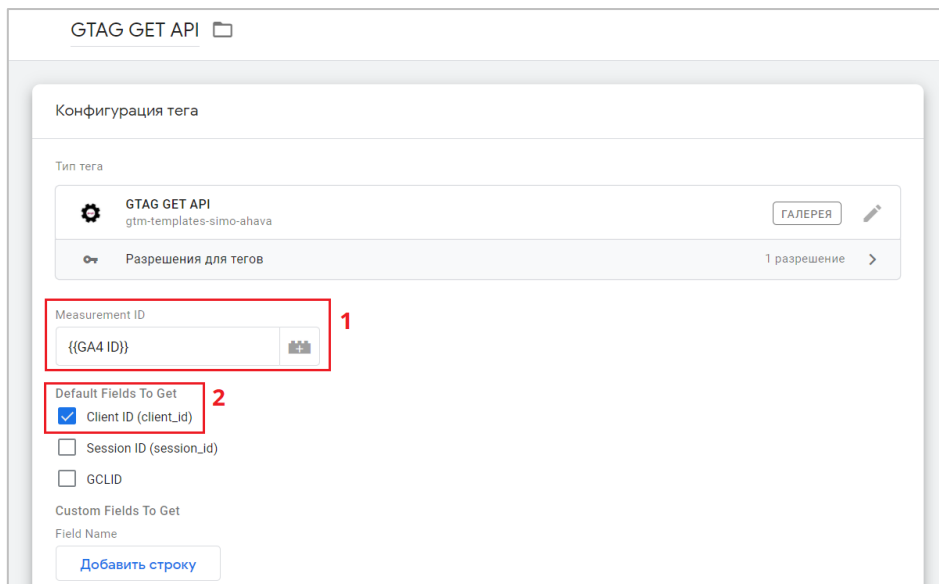 GTAG GET API
Конфигурация тега
Тип тега
GTAG GET API
gtm-templates-simo-ahava
ГАЛЕРЕЯ
Разрешения для тегов
1 разрешение
Measurement ID
1
{{GA4 ID}}
Default Fields To Get
2
Client ID (client_id)
Session ID (session_id)
GCLID
Custom Fields To Get
Field Name
Добавить строку